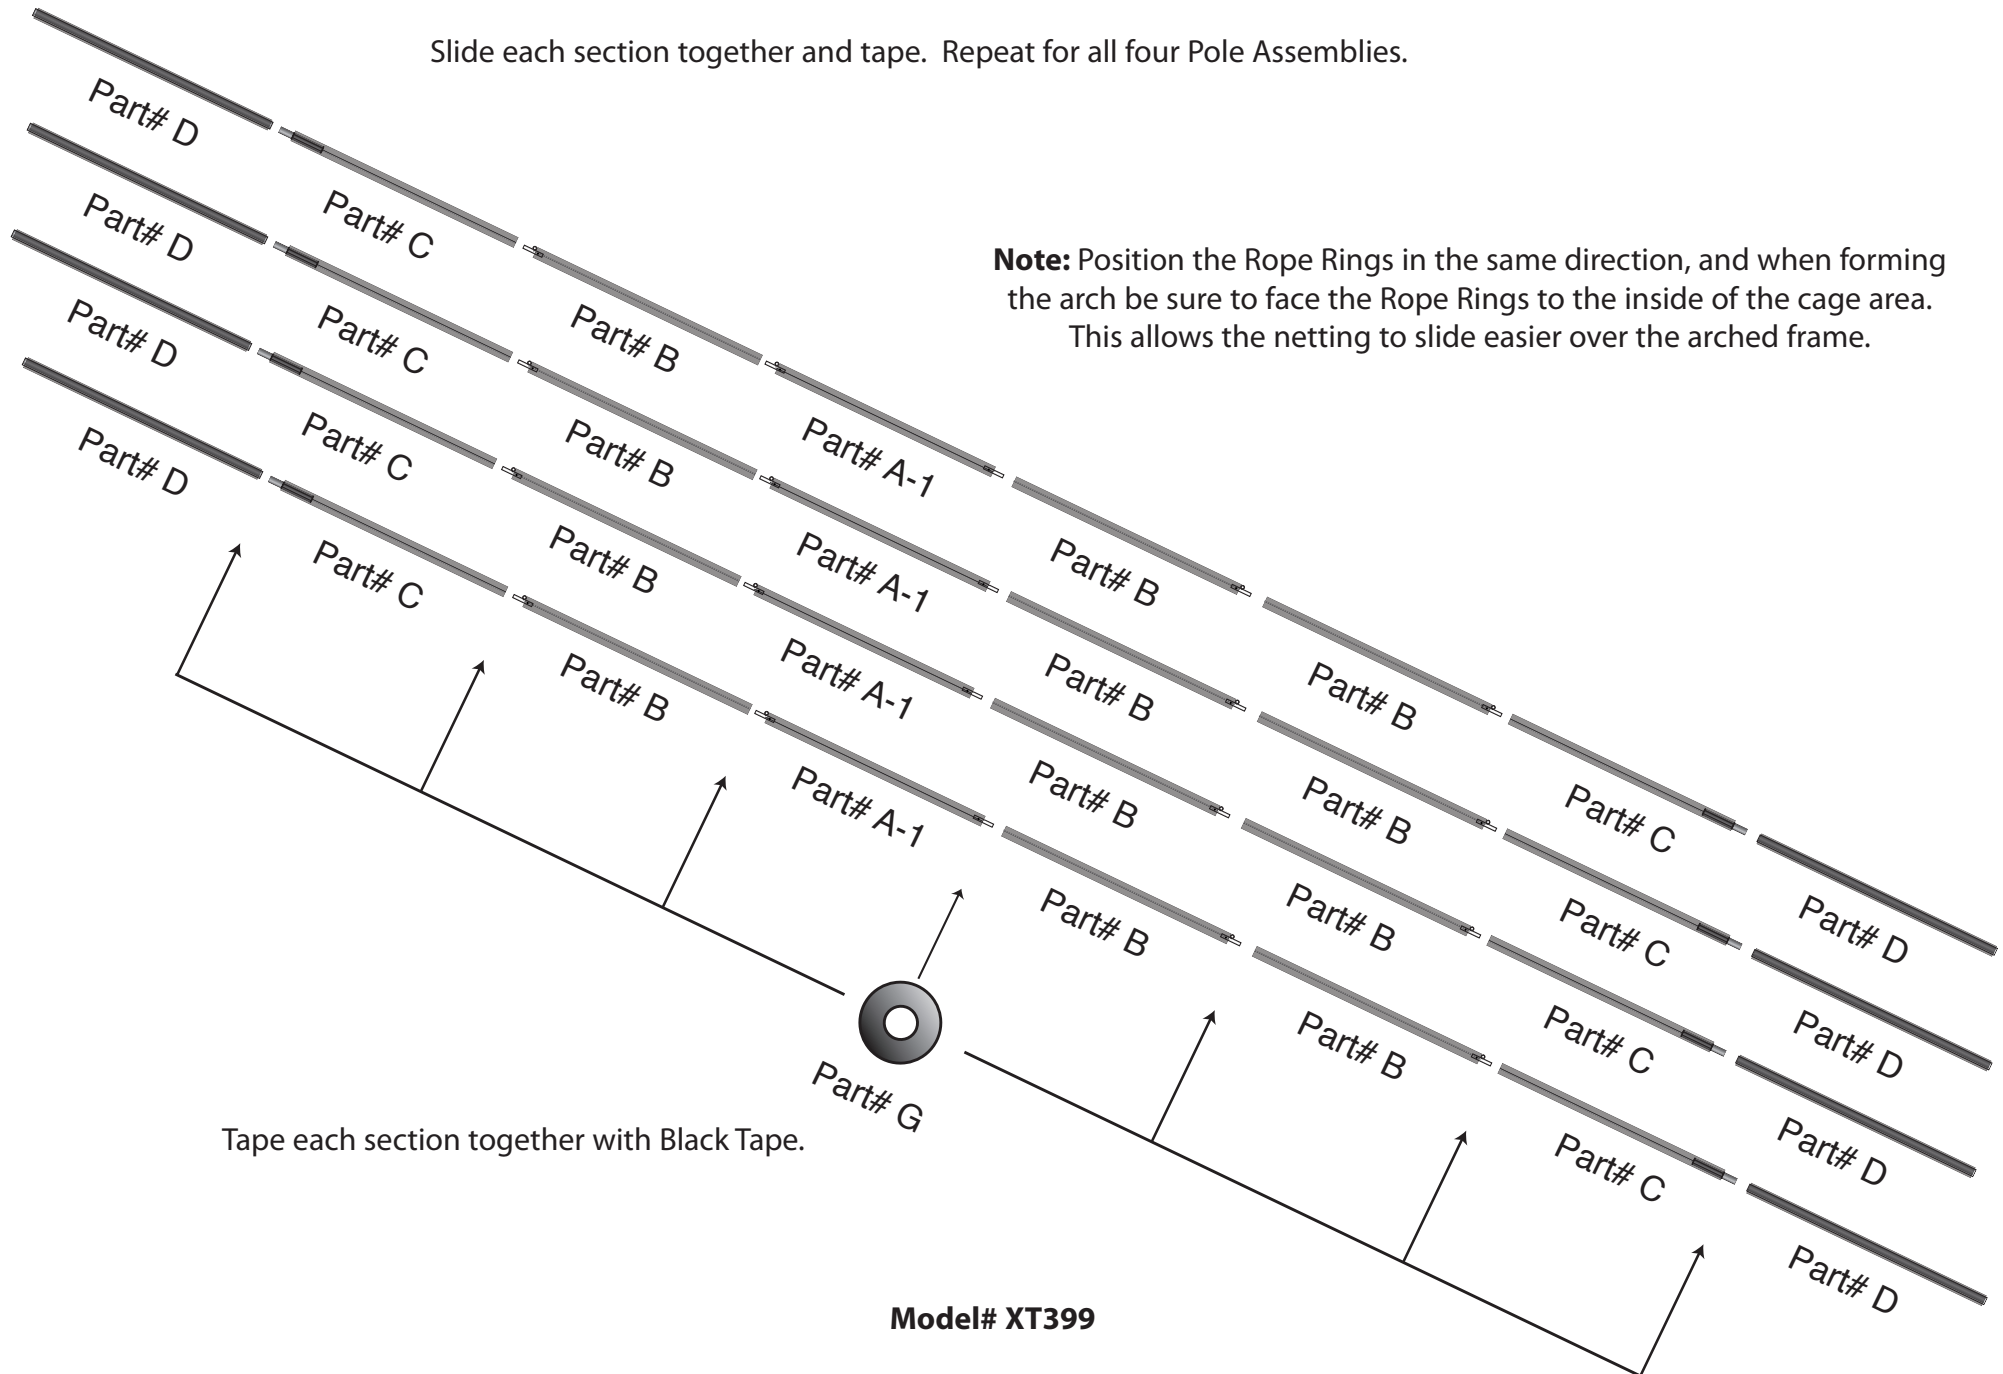 Slide each section together and tape.  Repeat for all four Pole Assemblies.
Note: Position the Rope Rings in the same direction, and when forming
the arch be sure to face the Rope Rings to the inside of the cage area.
This allows the netting to slide easier over the arched frame.
Part# D
Part# C
Part# B
Part# A-1
Part# B
Part# B
Part# C
Part# D
Part# D
Part# C
Part# B
Part# A-1
Part# B
Part# B
Part# C
Part# D
Part# D
Part# C
Part# B
Part# A-1
Part# B
Part# B
Part# C
Part# D
Part# D
Part# C
Part# B
Part# A-1
Part# B
Part# B
Part# C
Part# D
Part# G
Tape each section together with Black Tape.
Model# XT399